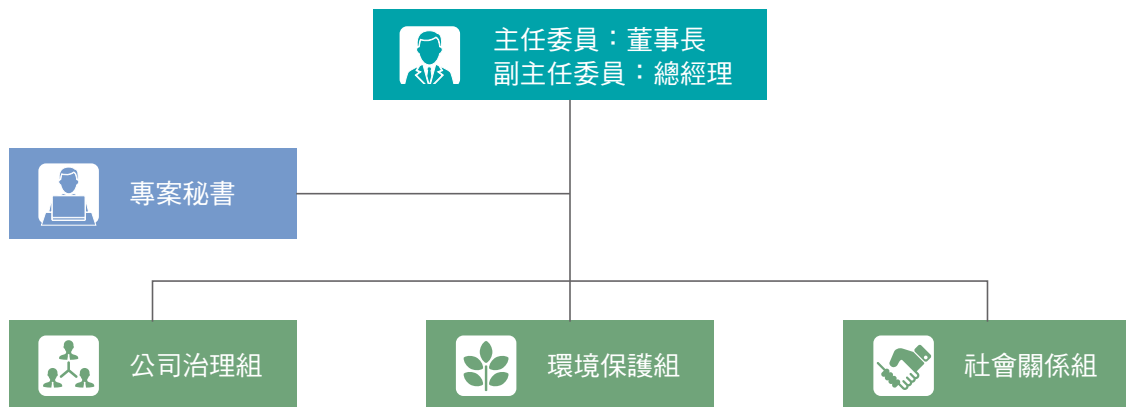 主任委員：董事長
副主任委員：總經理
專案秘書
公司治理組
環境保護組
社會關係組